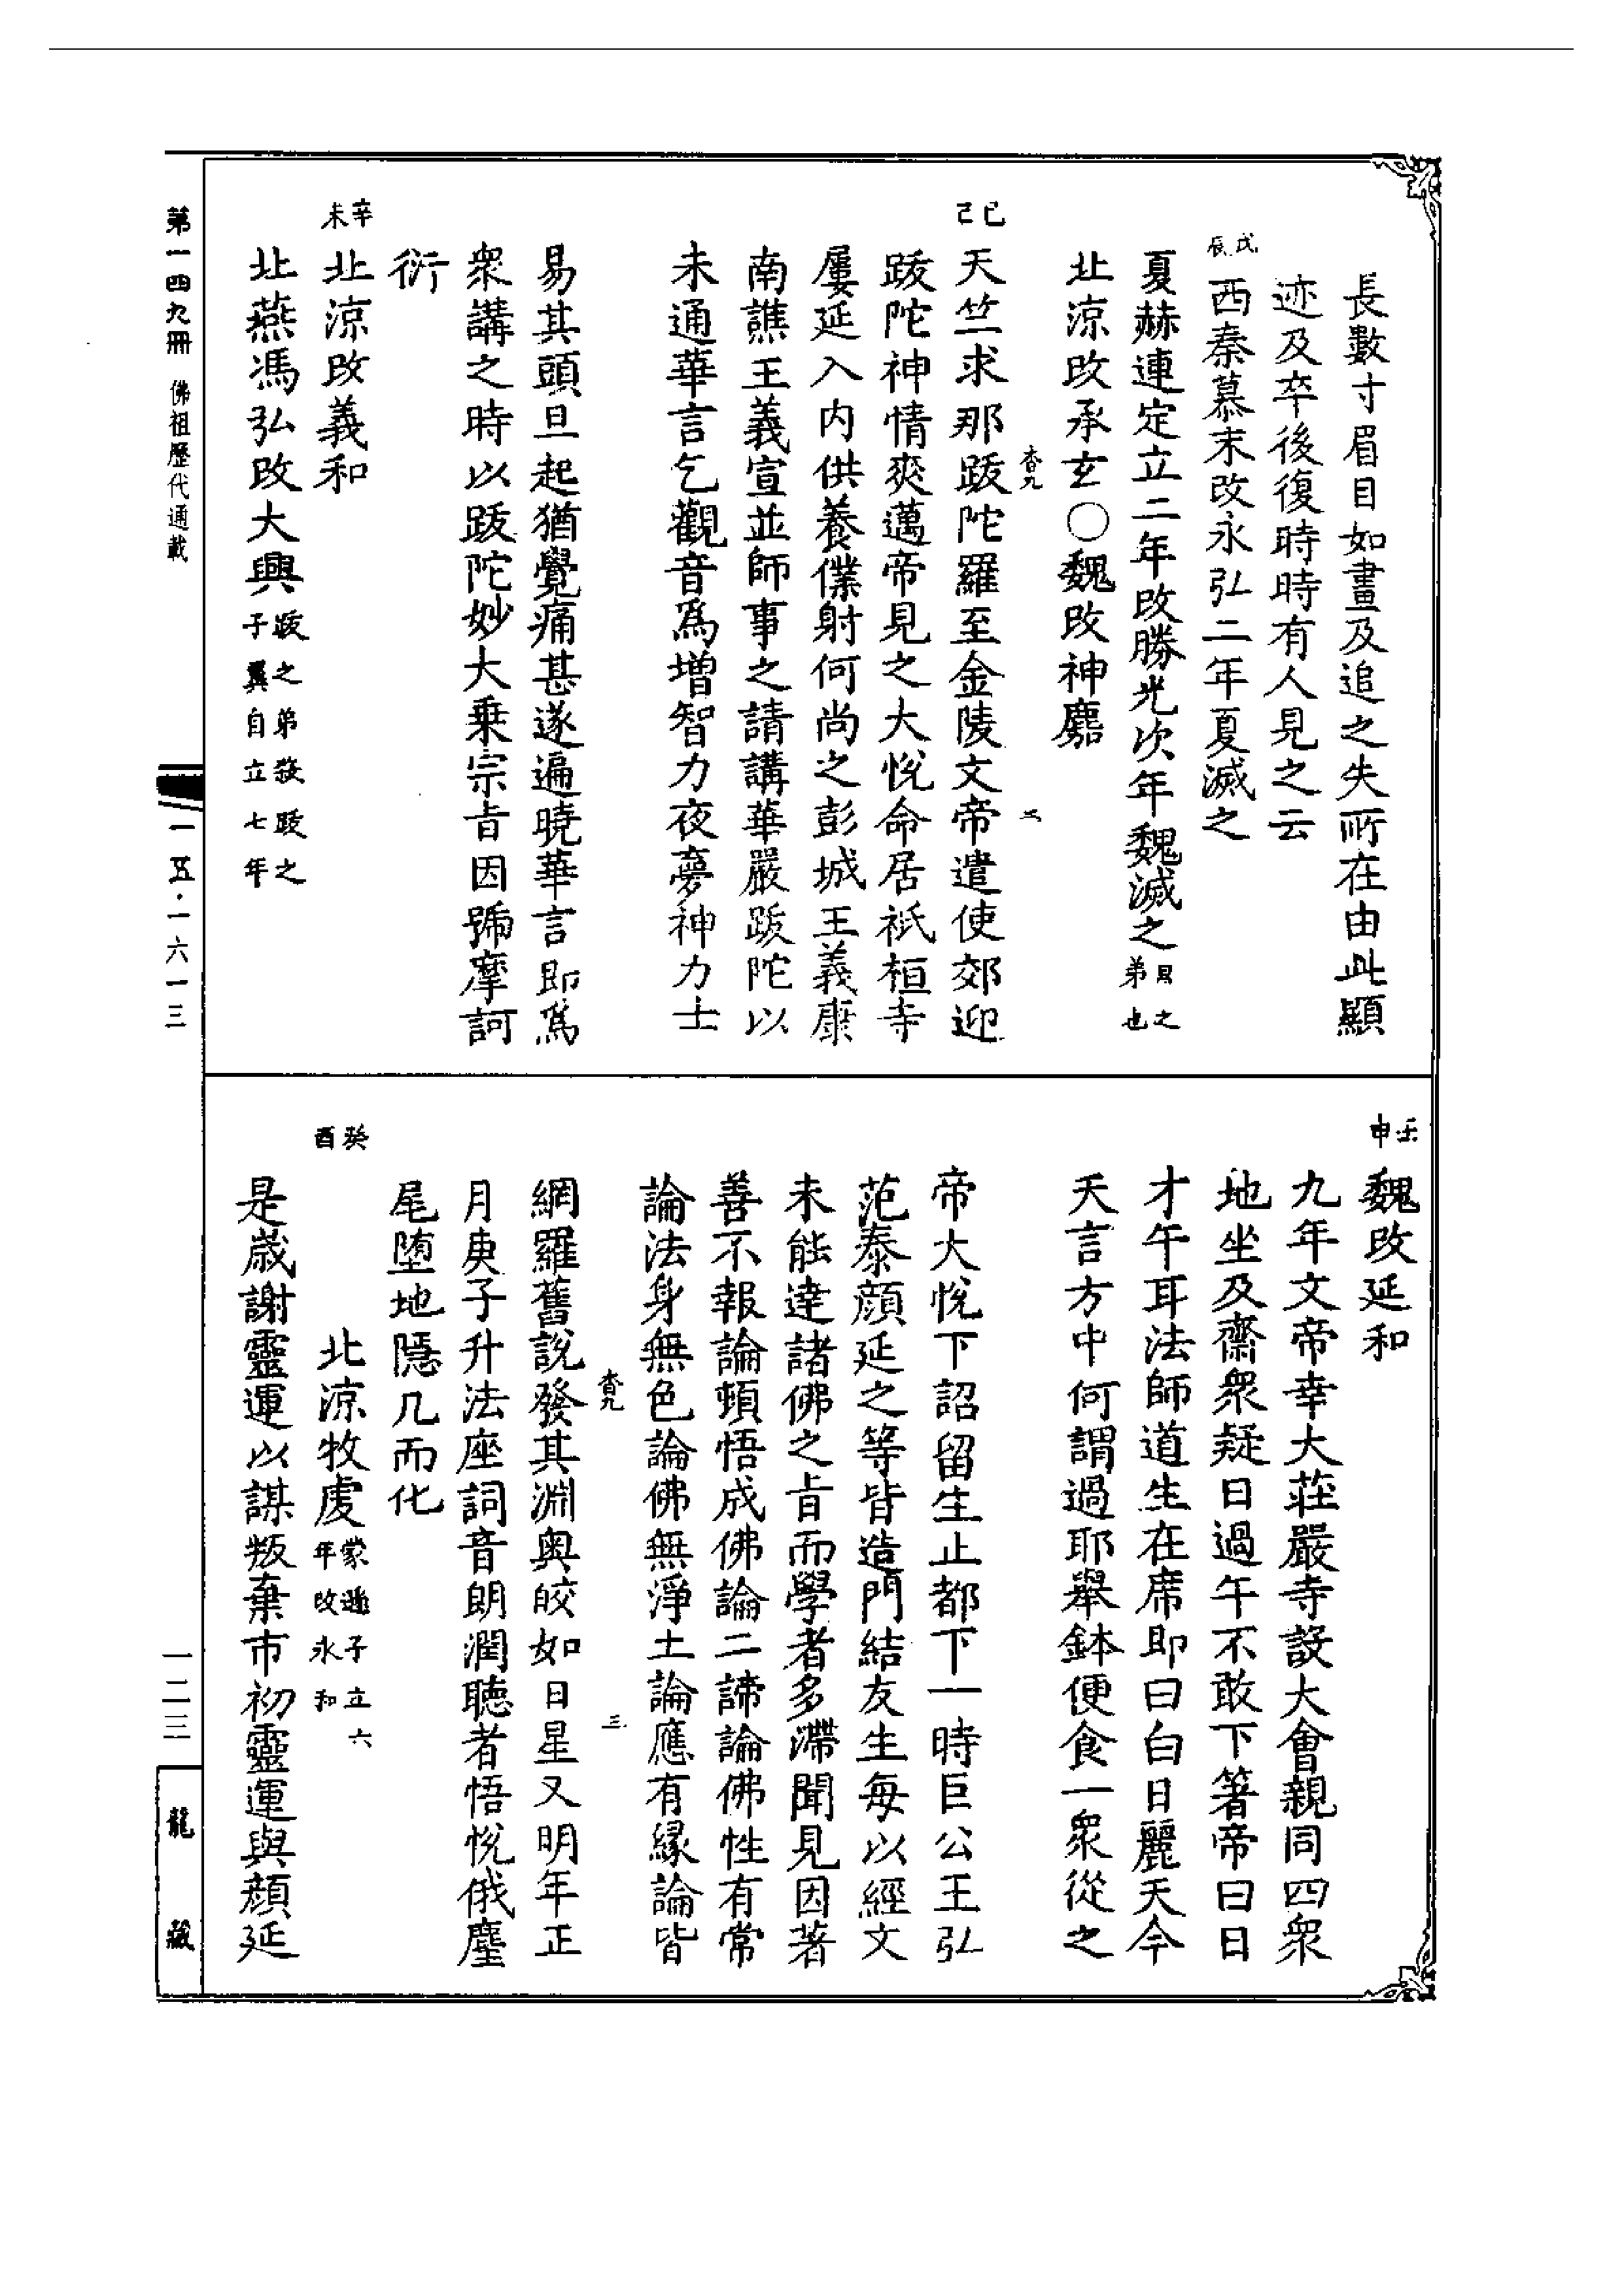 長數寸眉目如畫及追之失所在由此顯
迹及卒後復時時有人見之云
戊辰
西秦慕末改永弘二年夏滅之
夏赫連定立二年改勝光次年魏滅之昌之弟也
北涼改承玄○魏改神䴥
杳九
二
己巳
天竺求那跋陀羅至金陵文帝遣使郊迎
跋陀神情爽邁帝見之大悅命居祇桓寺
屢延入內供養僕射何尚之彭城王義康
南譙王義宣並師事之請講華嚴跋陀以
未通華言乞觀音為增智力夜夢神力士
易其頭旦起猶覺痛甚遂遍曉華言即為
眾講之時以跋陀妙大乘宗旨因號摩訶
衍
辛未
北涼改義和
北燕馮弘改大興跋之弟殺跋之子翼自立七年
壬申
魏改延和
九年文帝幸大莊嚴寺設大會親同四眾
地坐及齋眾疑日過午不敢下箸帝曰日
才午耳法師道生在席即曰白日麗天今
天言方中何謂過耶舉鉢便食一眾從之
帝大悅下詔留生止都下一時巨公王弘
范泰顏延之等皆造門結友生每以經文
未能達諸佛之旨而學者多滯聞見因著
善不報論頓悟成佛論二諦論佛性有常
論法身無色論佛無淨土論應有緣論皆
杳九
三
網羅舊說發其淵奧皎如日星又明年正
月庚子升法座詞音朗潤聽者悟悅俄麈
尾墮地隱几而化
癸酉
北涼牧虔蒙遜子立六年改永和
是歲謝靈運以謀叛棄市初靈運與顏延
第一四九冊 佛祖歷代通載
一五·一六一三
一二三
龍藏